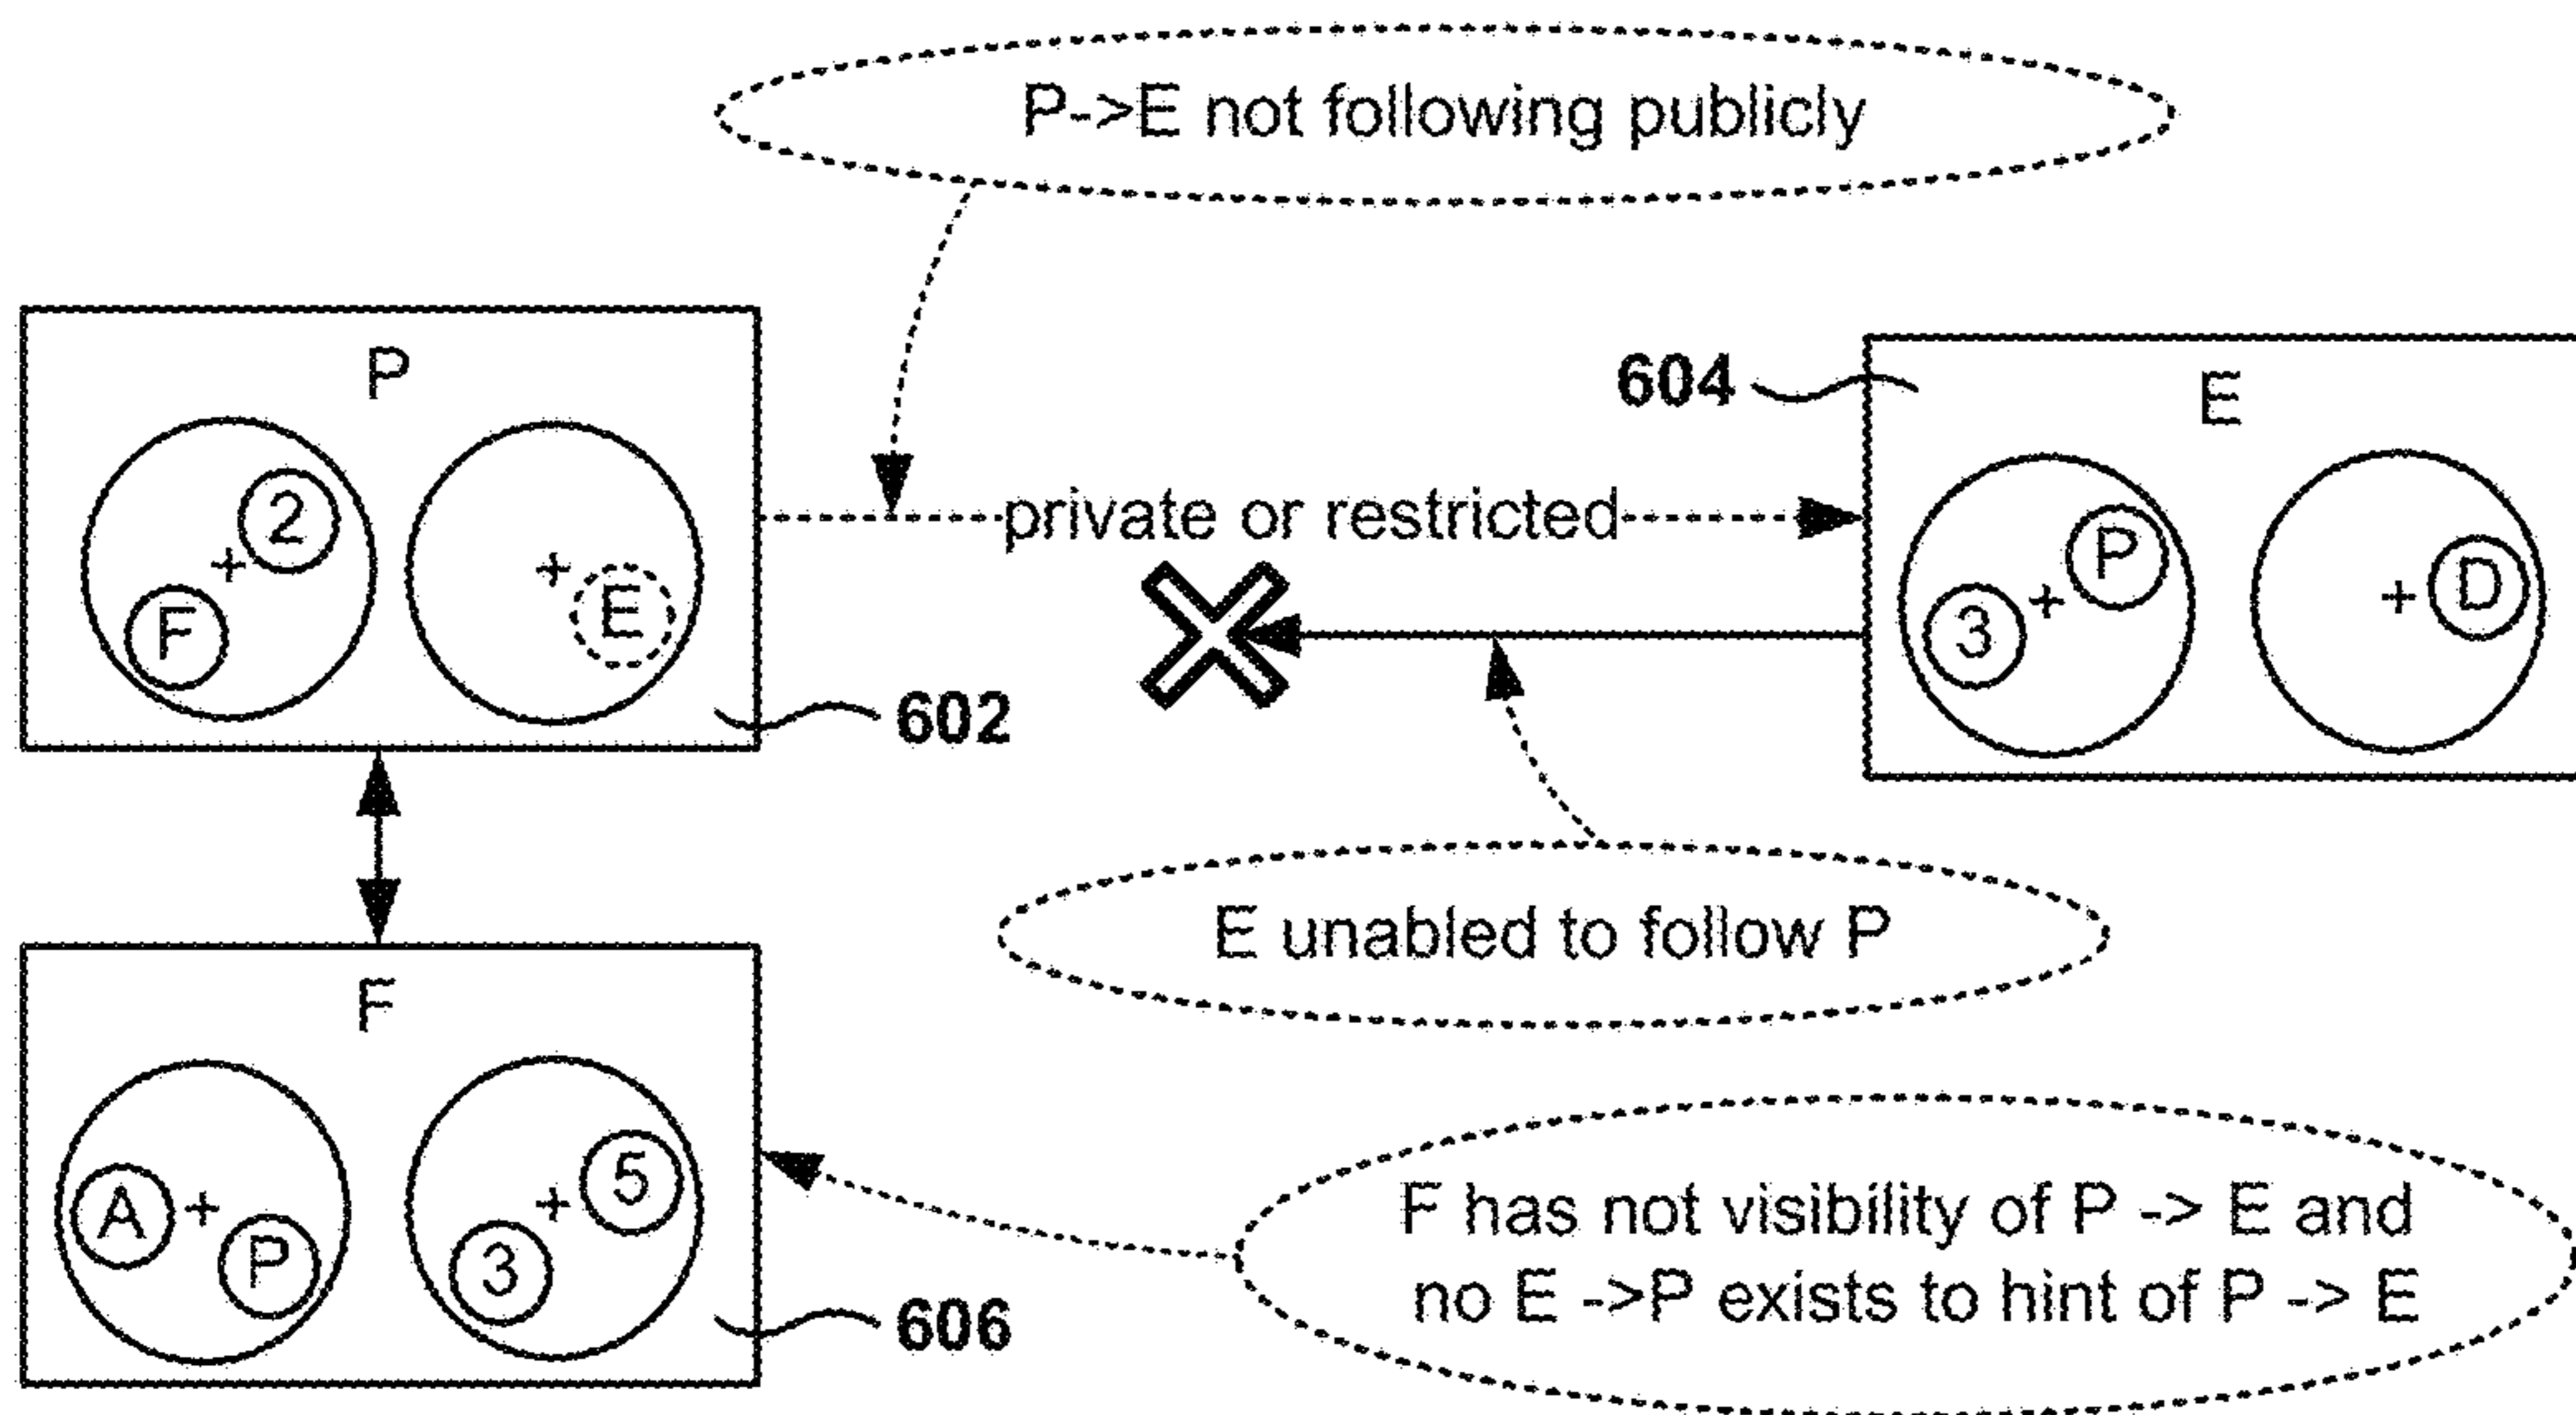 P->E not following publicly
P
604
E
2
private or restricted
P
F
E
3
D
602
E unabled to follow P
F
A
5
P
3
F has not visibility of P -> E and
no E ->P exists to hint of P -> E
606